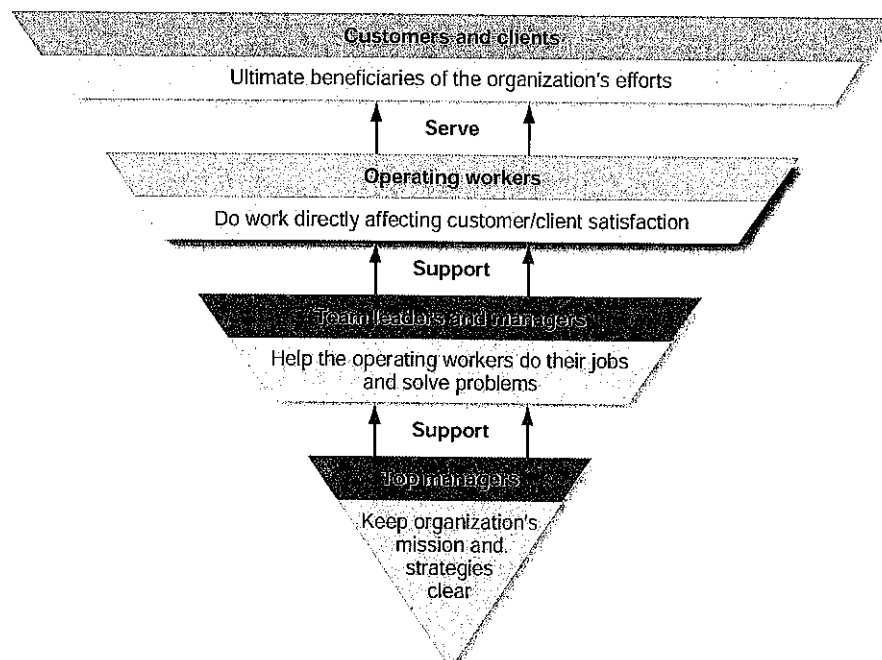 Customers and clients
Ultimate beneficiaries of the organization's efforts
Serve
Operating workers
Do work directly affecting customer/client satisfaction
Support
Team leaders and managers
Help the operating workers do their jobs
and solve problems
Support
Top managers
Keep organization's
mission and
strategies
clear